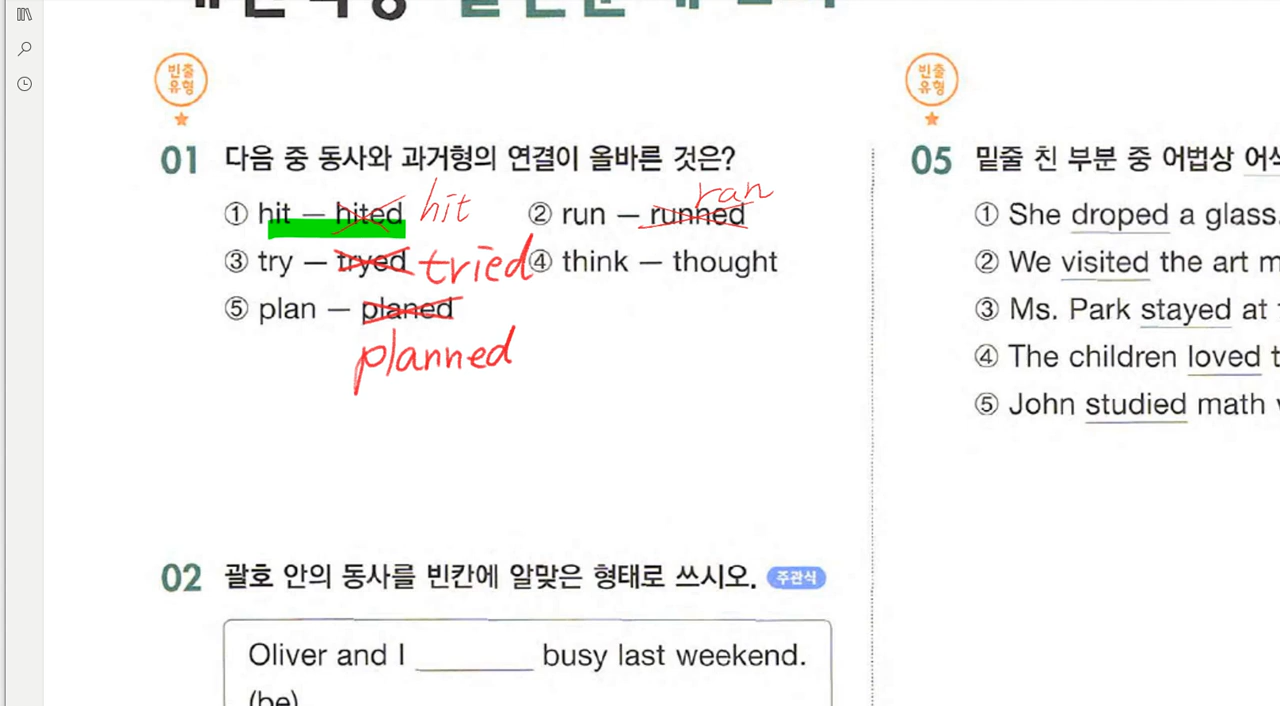 빈출
유형
01 다음 중 동사와 과거형의 연결이 올바른 것은?
① hit – hited hit ② run – runned ran
③ try – tryed tried ④ think – thought
⑤ plan – planed
planned
02 괄호 안의 동사를 빈칸에 알맞은 형태로 쓰시오. 주관식
Oliver and I ________ busy last weekend.
(be)
빈출
유형
05 밑줄 친 부분 중 어법상
① She droped a glass.
② We visited the art
③ Ms. Park stayed at
④ The children loved
⑤ John studied math